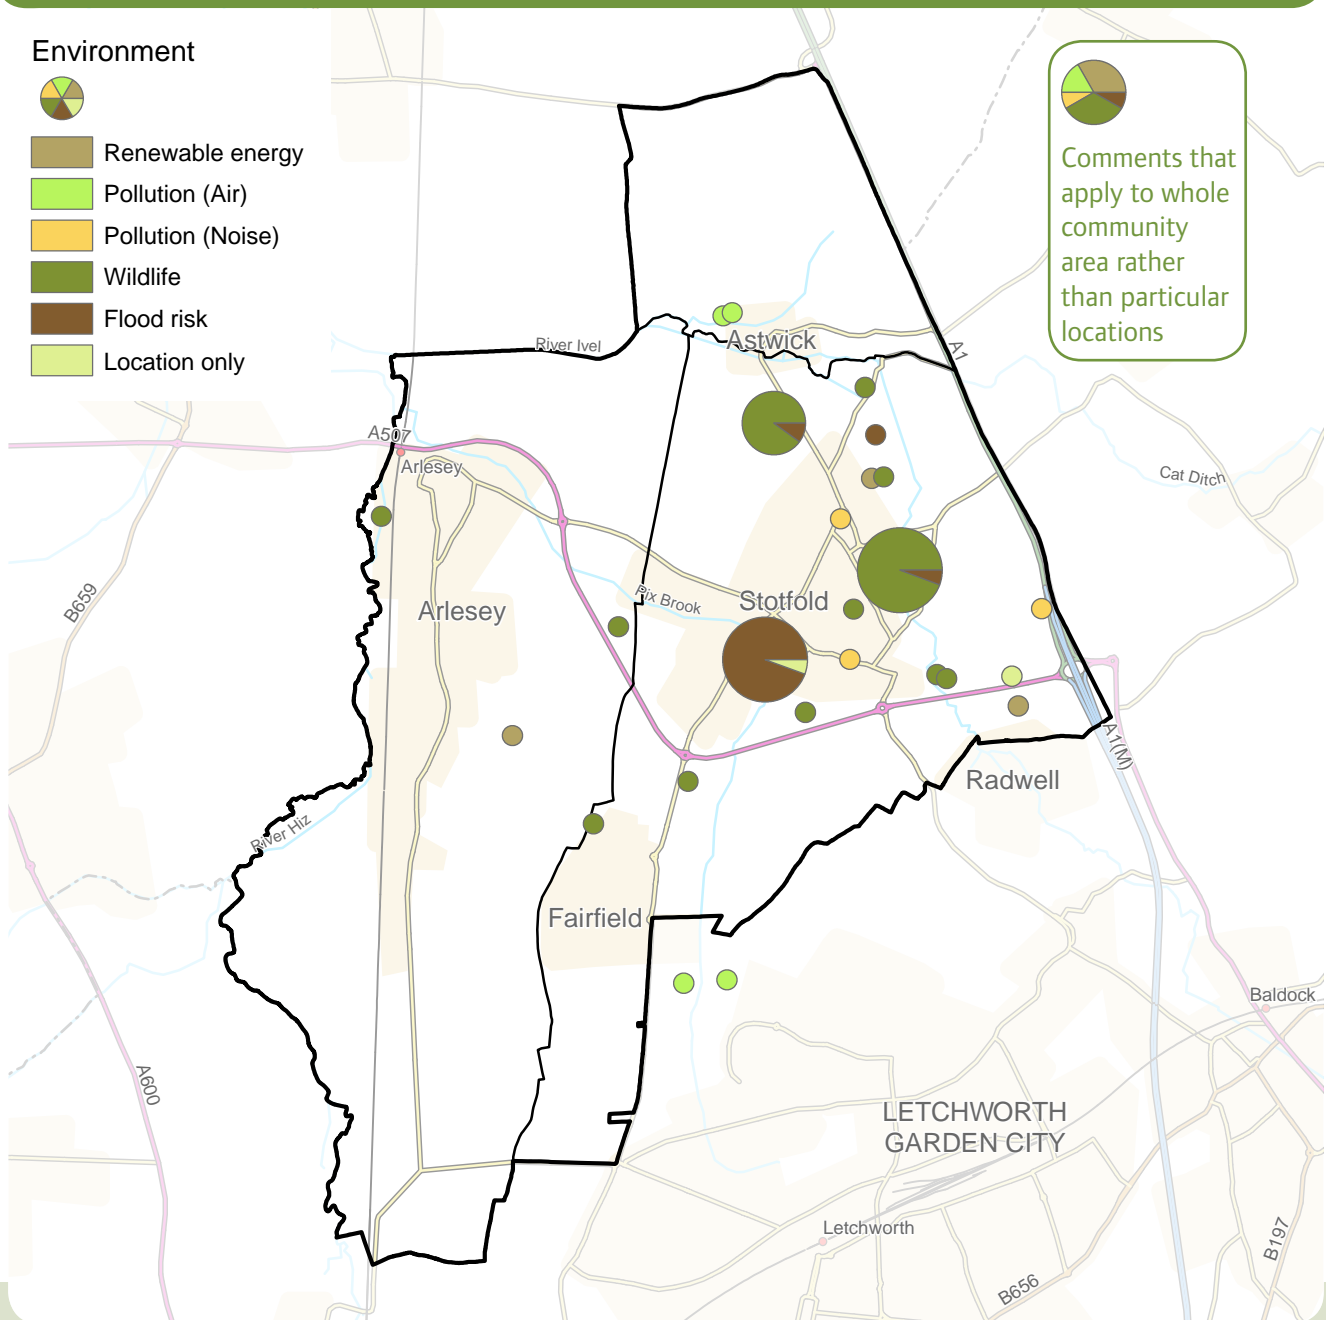 Environment
Renewable energy
Pollution (Air)
Pollution (Noise)
Wildlife
Flood risk
Location only
Comments that
apply to whole
community
area rather
than particular
locations
River Ivel
Astwick
A1
A507
Arlesey
Cat Ditch
B659
Arlesey
Pix Brook
Stotfold
A1(M)
Radwell
River Hiz
Fairfield
Baldock
A600
LETCHWORTH
GARDEN CITY
Letchworth
B197
B656